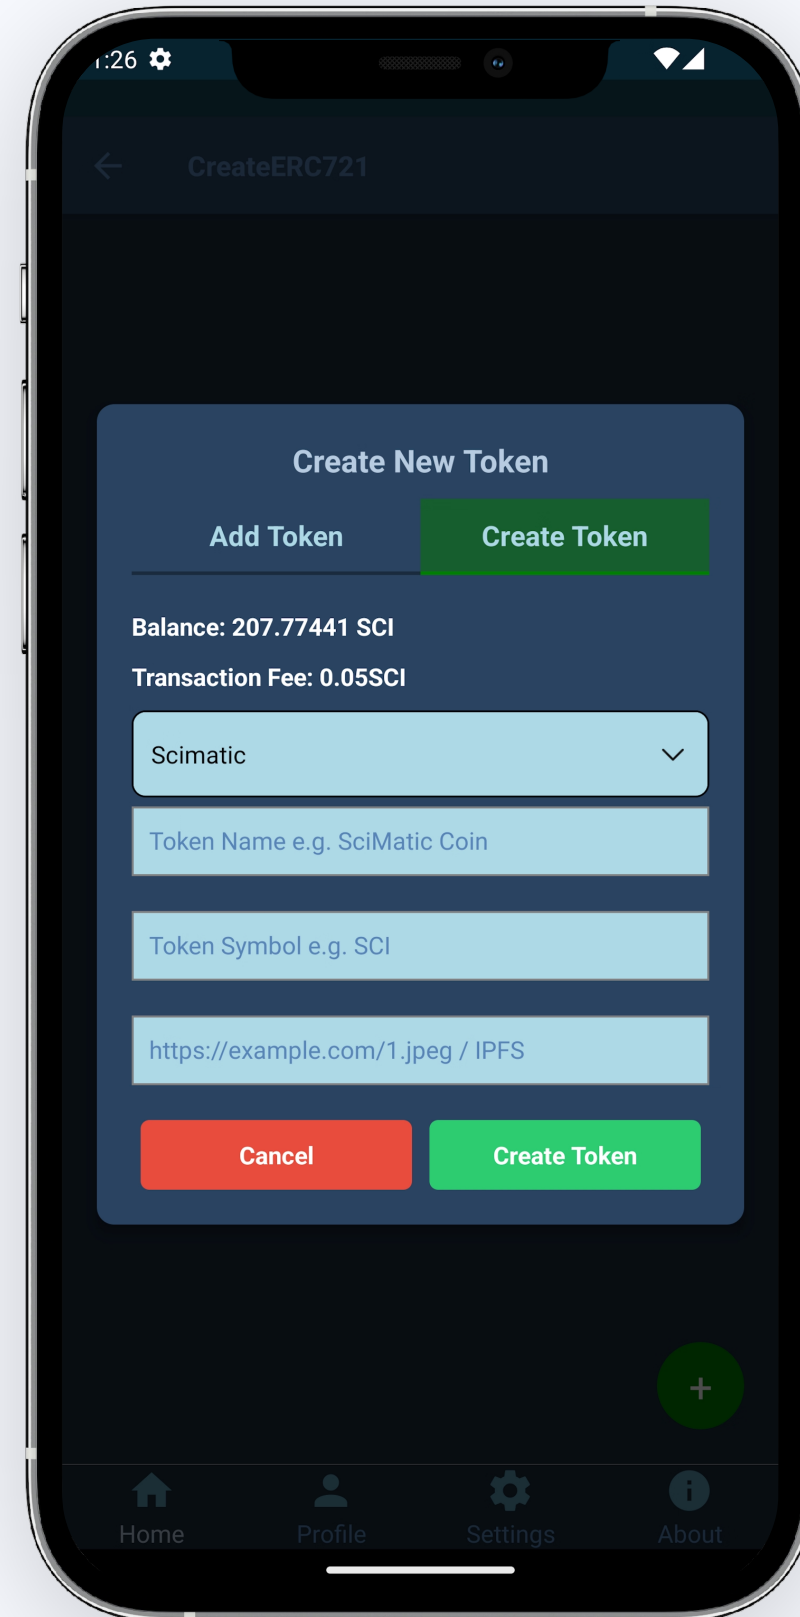 1:26
CreateERC721
Create New Token
Add Token
Create Token
Balance: 207.77441 SCI
Transaction Fee: 0.05SCI
Scimatic
Token Name e.g. SciMatic Coin
Token Symbol e.g. SCI
https://example.com/1.jpeg / IPFS
Cancel
Create Token
+
Home
Profile
Settings
About